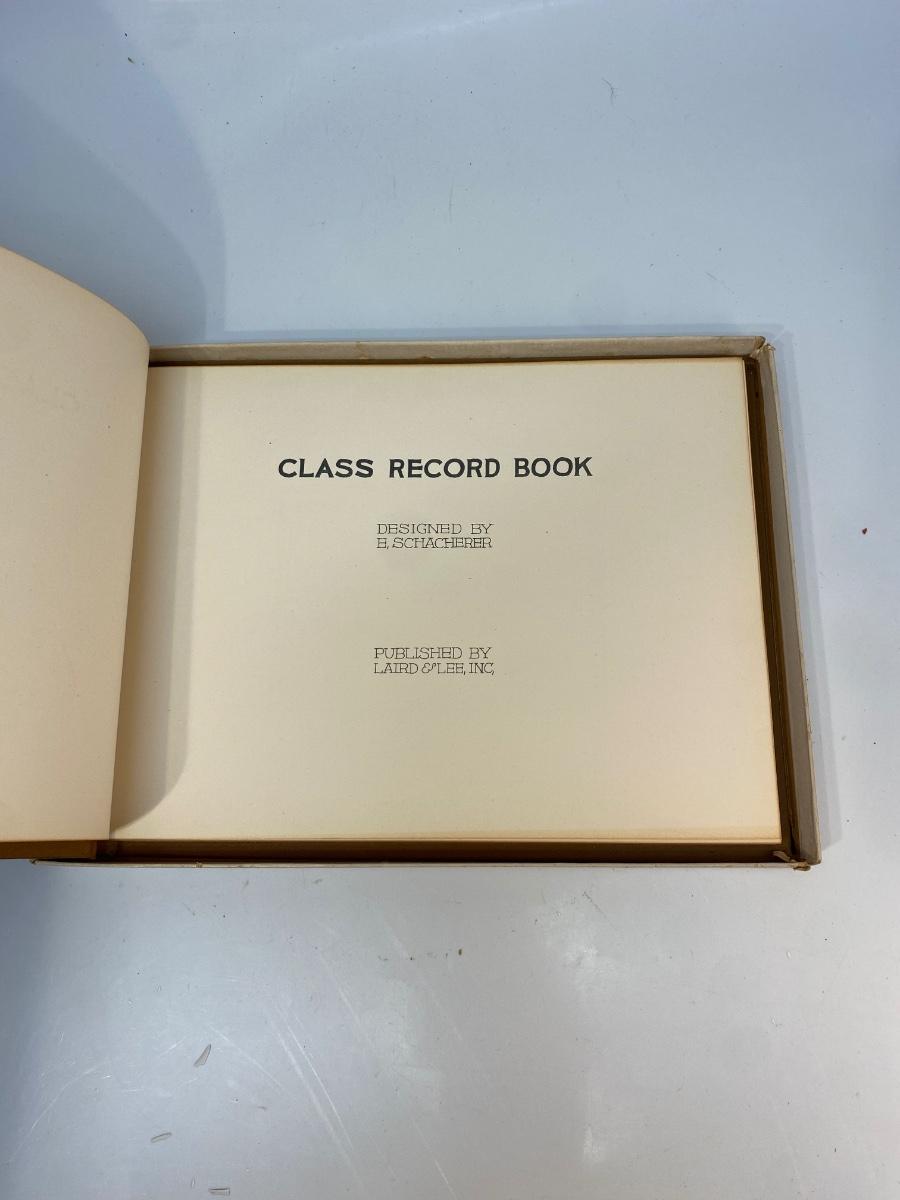 CLASS RECORD BOOK
DESIGNED BY
E. SCHACHERER
PUBLISHED BY
LAIRD & LEE, INC.